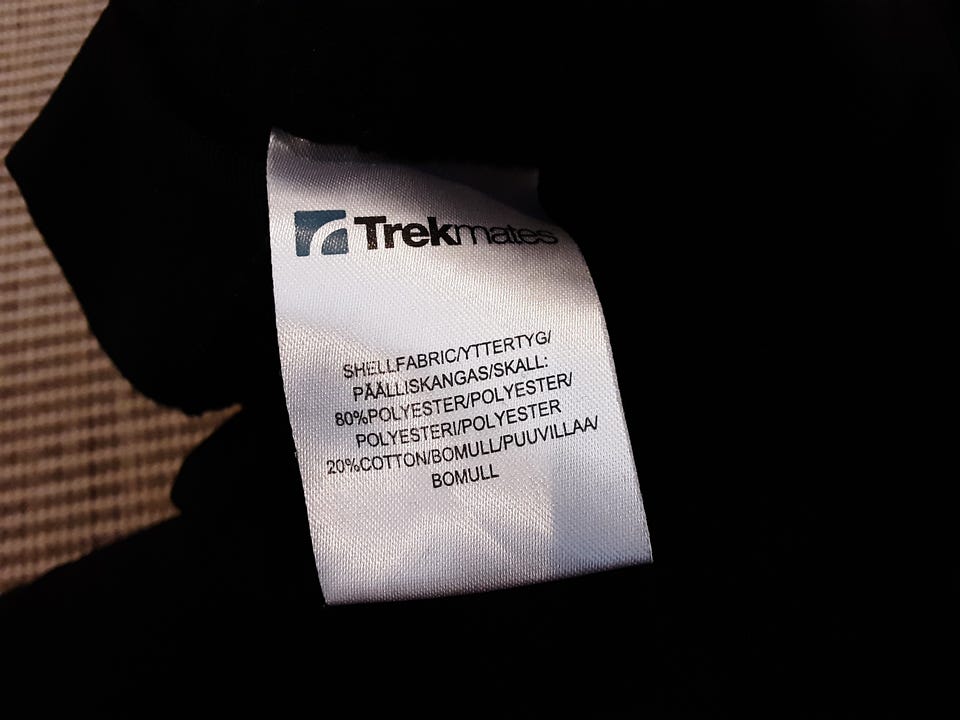 Trekmates
SHELLFABRIC/YTTERTYG/
PÄÄLLISKANGAS/SKALL:
80%POLYESTER/POLYESTER/
POLYESTERI/POLYESTER
20%COTTON/BOMULL/PUUVILLAA/
BOMULL